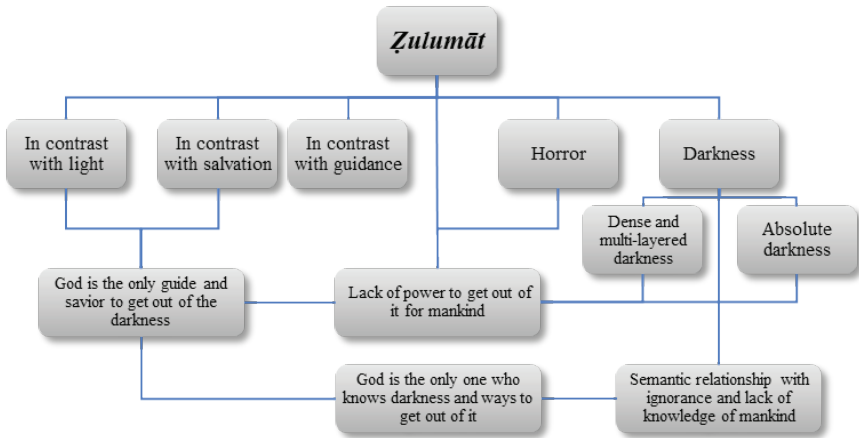 Ẓulumāt
In contrast
with light
In contrast
with salvation
In contrast
with guidance
Horror
Darkness
Dense and
multi-layered
darkness
Absolute
darkness
God is the only guide and
savior to get out of the
darkness
Lack of power to get out of
it for mankind
God is the only one who
knows darkness and ways to
get out of it
Semantic relationship with
ignorance and lack of
knowledge of mankind